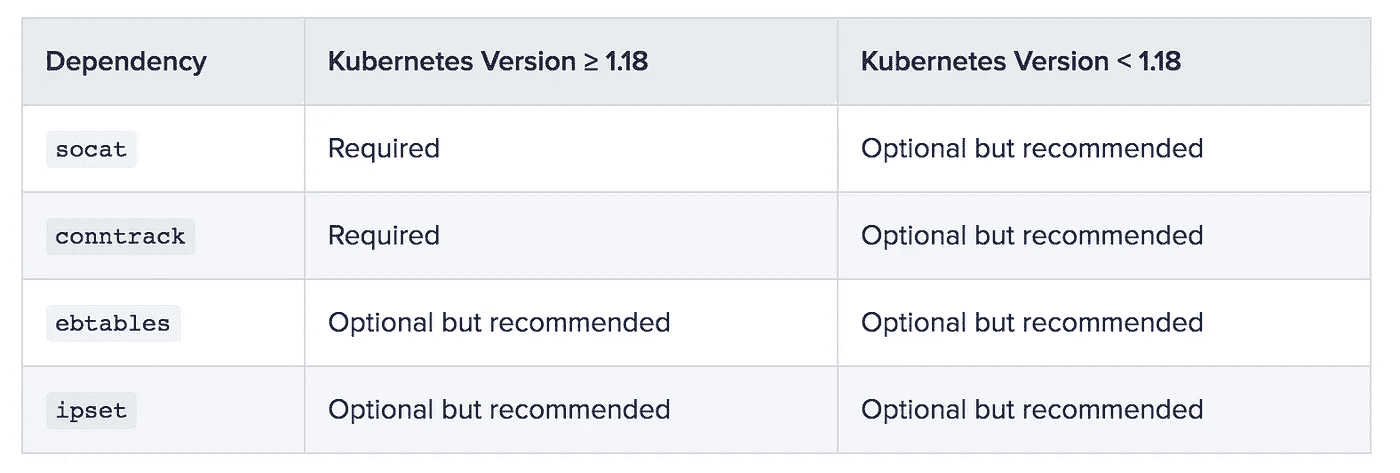 Dependency Kubernetes Version ≥ 1.18 Kubernetes Version < 1.18
socat Required Optional but recommended
conntrack Required Optional but recommended
ebtables Optional but recommended Optional but recommended
ipset Optional but recommended Optional but recommended